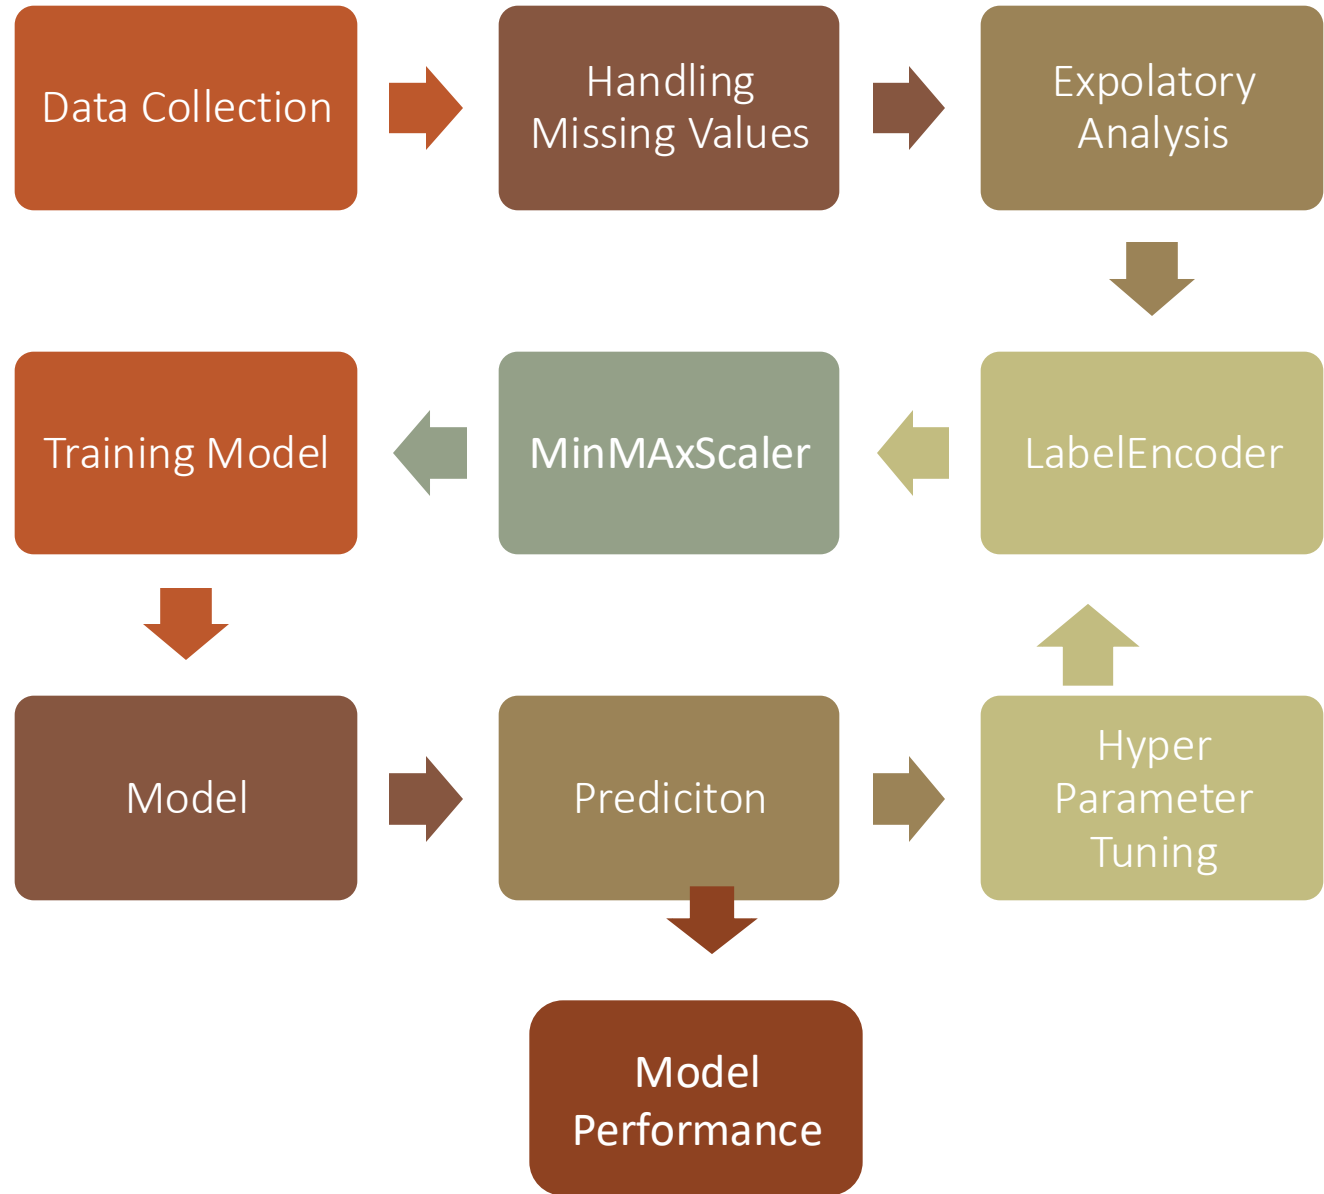 Data Collection
Handling
Missing Values
Expolatory
Analysis
Training Model
MinMAxScaler
LabelEncoder
Model
Prediciton
Hyper
Parameter
Tuning
Model
Performance